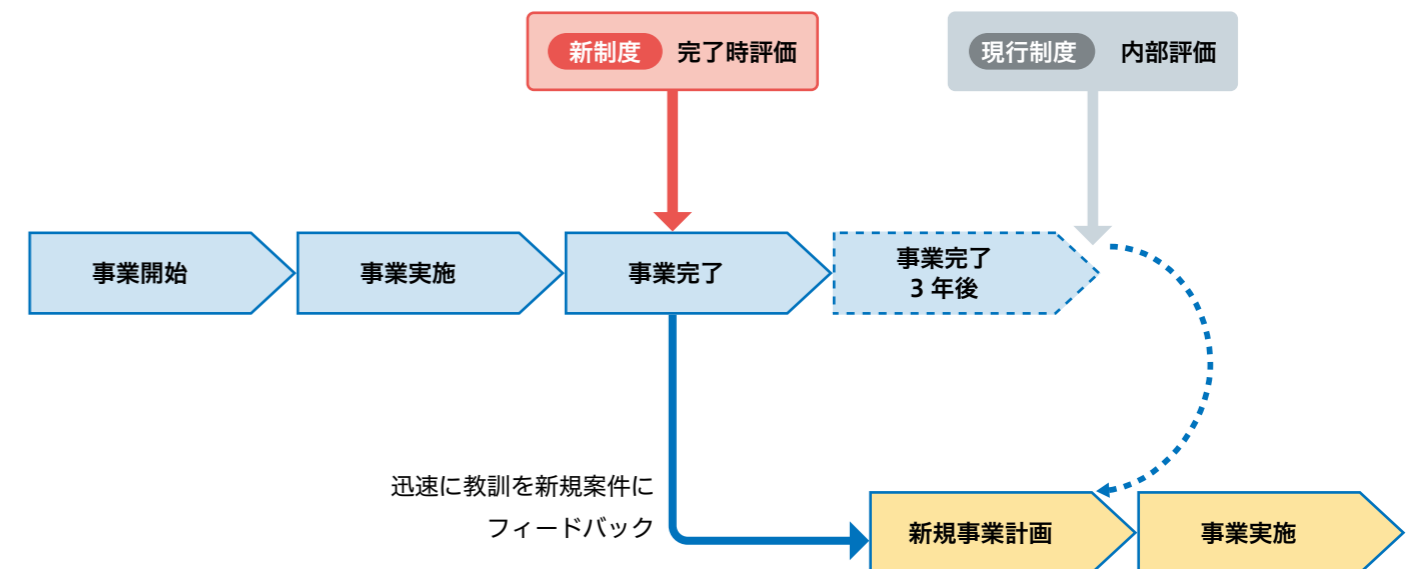 新制度 完了時評価
現行制度 内部評価
事業開始
事業実施
事業完了
事業完了
3 年後
迅速に教訓を新規案件に
フィードバック
新規事業計画
事業実施